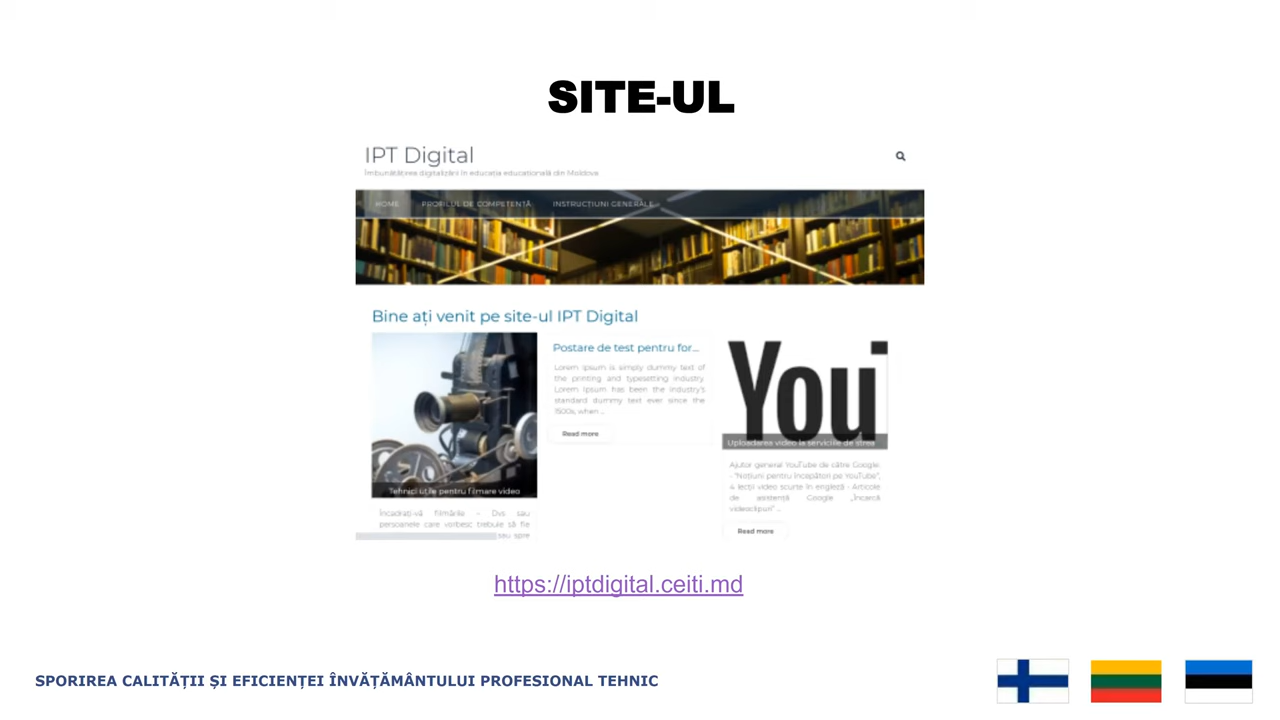 SITE-UL
IPT Digital
Îmbunătățirea digitalizării în educația educațională din Moldova
HOME PROFILUL DE COMPETENȚĂ INSTRUCȚIUNI GENERALE
Bine ați venit pe site-ul IPT Digital
Tehnici utile pentru filmare video
Încadrați-vă filmările - Dvs sau
persoanele care vorbesc trebuie să fie
sau spre
Postare de test pentru for...
Lorem Ipsum is simply dummy text of
the printing and typesetting industry.
Lorem Ipsum has been the industry's
standard dummy text ever since the
1500s, when ...
Read more
You
Uploadarea video la serviciile de strea
Ajutor general YouTube de către Google.
- "Noțiuni pentru începători pe YouTube",
4 lecții video scurte în engleză - Articole
de asistență Google „Încarcă
videoclipuri” ...
Read more
https://iptdigital.ceiti.md
SPORIREA CALITĂȚII ȘI EFICIENȚEI ÎNVĂȚĂMÂNTULUI PROFESIONAL TEHNIC